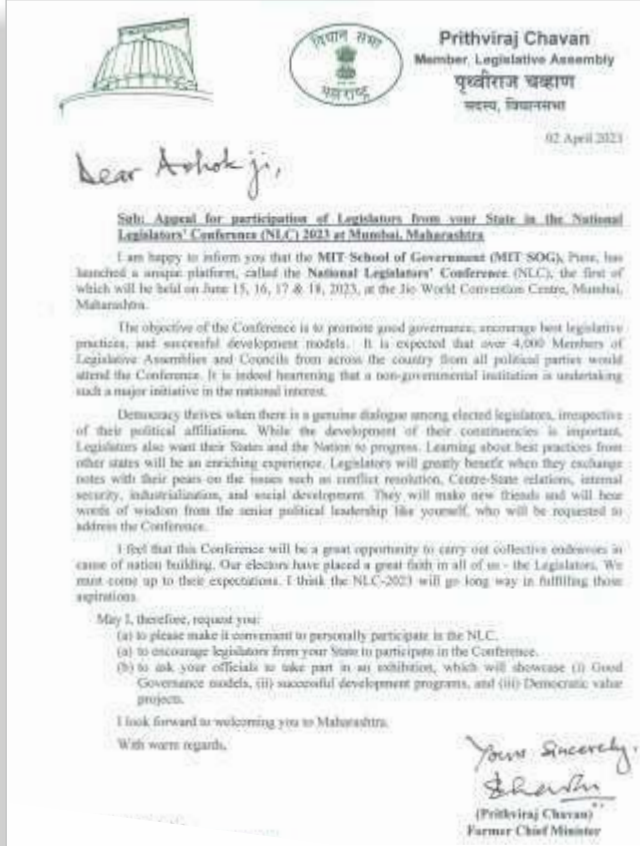 विधान सभा
महाराष्ट्र
Prithviraj Chavan
Member, Legislative Assembly
पृथ्वीराज चव्हाण
सदस्य, विधानसभा
02 April 2023
Dear Ashok ji,
Sub: Appeal for participation of Legislators from your State in the National
Legislators' Conference (NLC) 2023 at Mumbai, Maharashtra
I am happy to inform you that the MIT School of Government (MIT SOG), Pune, has
launched a unique platform, called the National Legislators' Conference (NLC), the first of
which will be held on June 15, 16, 17 & 18, 2023, at the Jio World Convention Centre, Mumbai,
Maharashtra.
The objective of the Conference is to promote good governance, encourage best legislative
practices, and successful development models. It is expected that over 4,000 Members of
Legislative Assemblies and Councils from across the country from all political parties would
attend the Conference. It is indeed heartening that a non-governmental institution is undertaking
such a major initiative in the national interest.
Democracy thrives when there is a genuine dialogue among elected legislators, irrespective
of their political affiliations. While the development of their constituencies is important,
Legislators also want their States and the Nation to progress. Learning about best practices from
other states will be an enriching experience. Legislators will greatly benefit when they exchange
notes with their pears on the issues such as conflict resolution, Centre-State relations, internal
security, industrialization, and social development. They will make new friends and will hear
words of wisdom from the senior political leadership like yourself, who will be requested to
address the Conference.
I feel that this Conference will be a great opportunity to carry out collective endeavors in
cause of nation building. Our electors have placed a great faith in all of us - the Legislators. We
must come up to their expectations. I think the NLC-2023 will go long way in fulfilling those
aspirations.
May I, therefore, request you:
(a) to please make it convenient to personally participate in the NLC.
(a) to encourage legislators from your State to participate in the Conference.
(b) to ask your officials to take part in an exhibition, which will showcase (i) Good
Governance models, (ii) successful development programs, and (iii) Democratic value
projects.
I look forward to welcoming you to Maharashtra.
With warm regards,
Yours Sincerely,
(Prithviraj Chavan)
Former Chief Minister